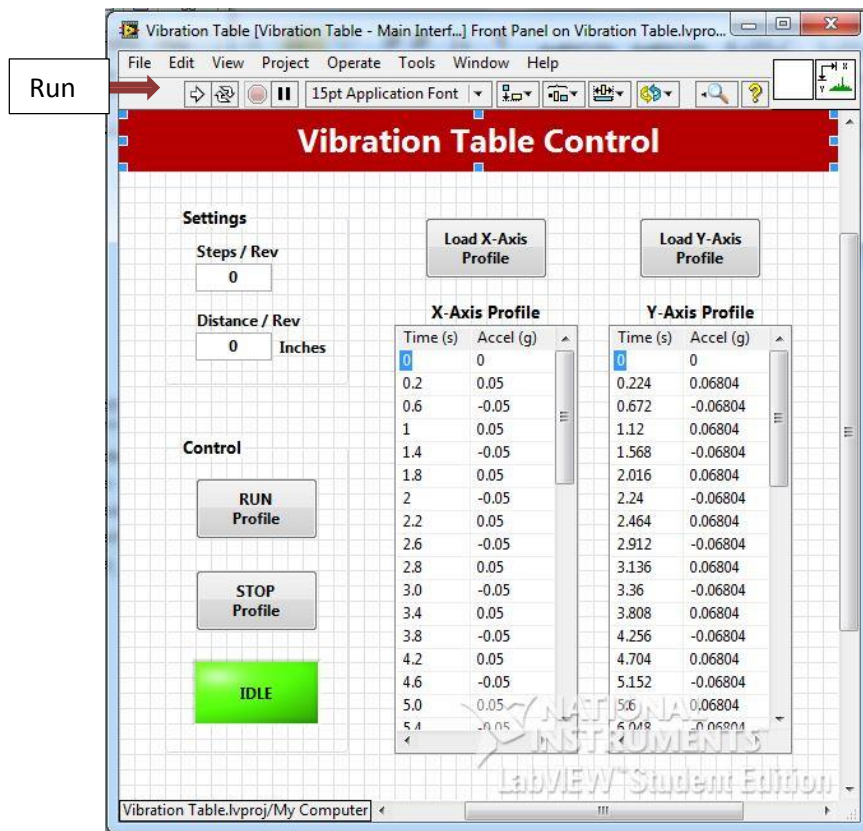 Vibration Table [Vibration Table - Main Interf...] Front Panel on Vibration Table.lvpro...
File Edit View Project Operate Tools Window Help
Run
15pt Application Font
Vibration Table Control
Settings
Steps / Rev
0
Distance / Rev
0 Inches
Load X-Axis
Profile
Load Y-Axis
Profile
X-Axis Profile
Time (s) Accel (g)
0 0
0.2 0.05
0.6 -0.05
1 0.05
1.4 -0.05
1.8 0.05
2 -0.05
2.2 0.05
2.6 -0.05
2.8 0.05
3.0 -0.05
3.4 0.05
3.8 -0.05
4.2 0.05
4.6 -0.05
5.0 0.05
5.4 -0.05
Y-Axis Profile
Time (s) Accel (g)
0 0
0.224 0.06804
0.672 -0.06804
1.12 0.06804
1.568 -0.06804
2.016 0.06804
2.24 -0.06804
2.464 0.06804
2.912 -0.06804
3.136 0.06804
3.36 -0.06804
3.808 0.06804
4.256 -0.06804
4.704 0.06804
5.152 -0.06804
5.6 0.06804
6.048 -0.06804
Control
RUN
Profile
STOP
Profile
IDLE
NATIONAL
INSTRUMENTS
LabVIEW™ Student Edition
Vibration Table.lvproj/My Computer